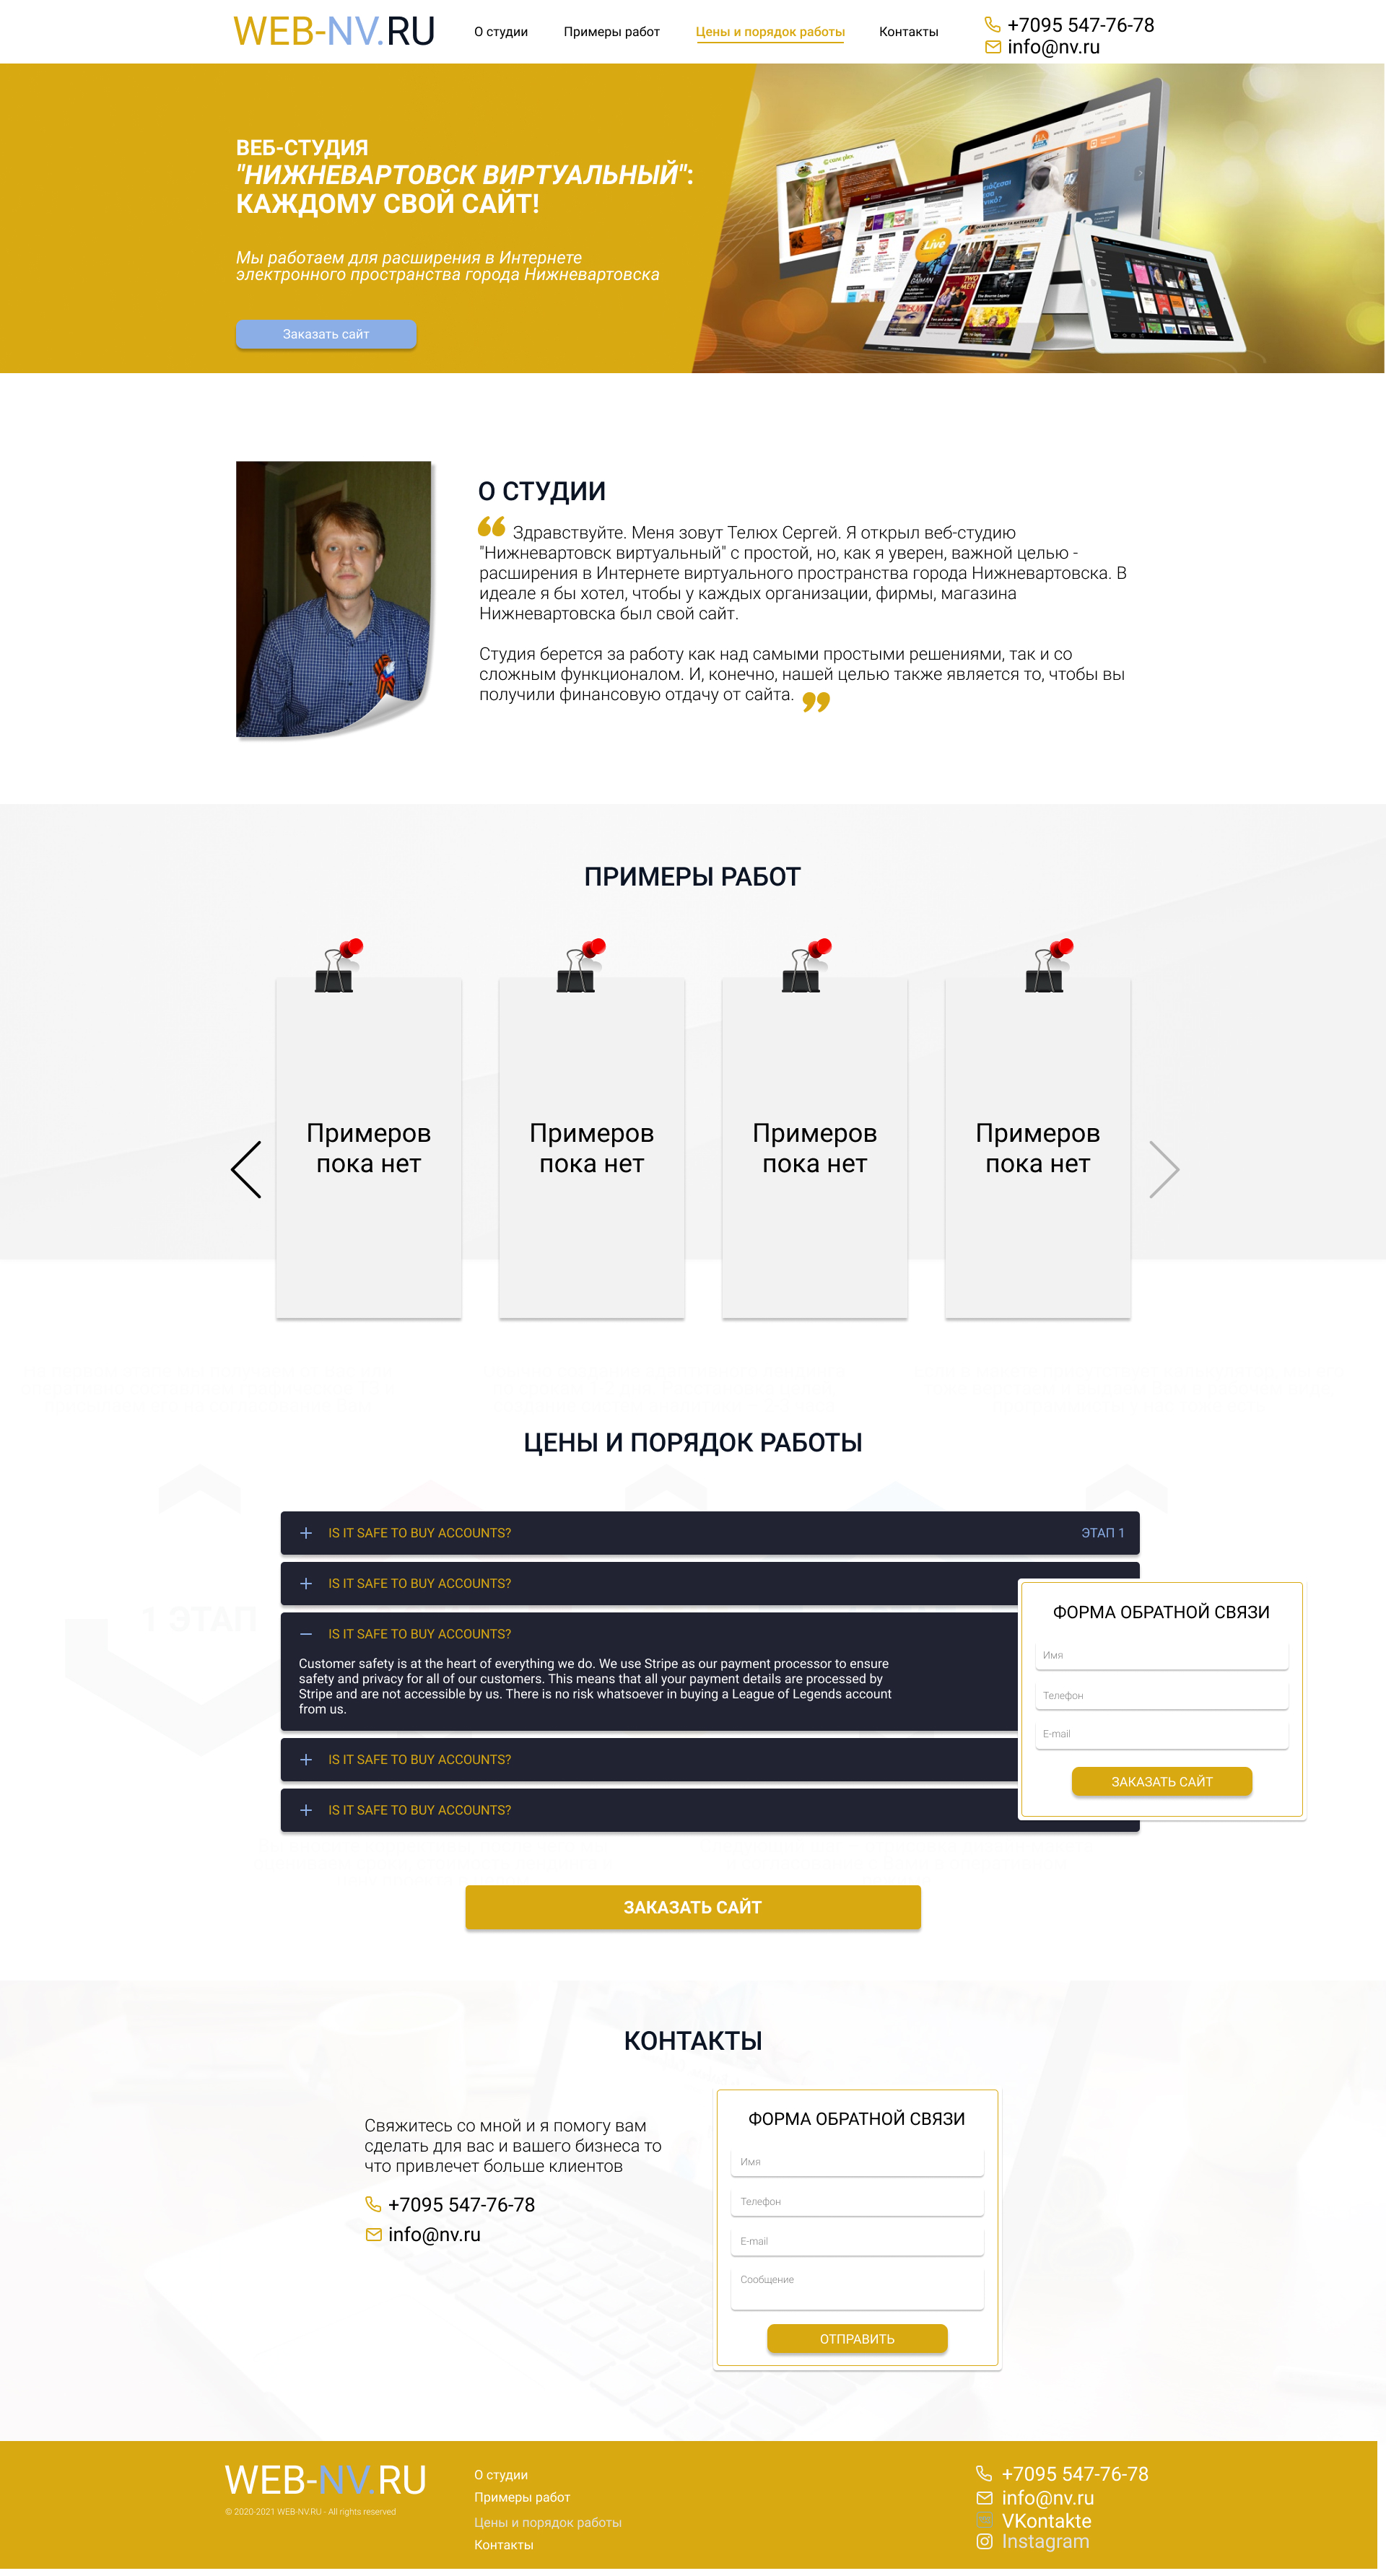 WEB-NV.RU
О студии
Примеры работ
Цены и порядок работы
Контакты
+7095 547-76-78
info@nv.ru
ВЕБ-СТУДИЯ
"НИЖНЕВАРТОВСК ВИРТУАЛЬНЫЙ":
КАЖДОМУ СВОЙ САЙТ!
Мы работаем для расширения в Интернете
электронного пространства города Нижневартовска
Заказать сайт
Live
О СТУДИИ
Здравствуйте. Меня зовут Телюх Сергей. Я открыл веб-студию
"Нижневартовск виртуальный" с простой, но, как я уверен, важной целью -
расширения в Интернете виртуального пространства города Нижневартовска. В
идеале я бы хотел, чтобы у каждых организации, фирмы, магазина
Нижневартовска был свой сайт.
Студия берется за работу как над самыми простыми решениями, так и со
сложным функционалом. И, конечно, нашей целью также является то, чтобы вы
получили финансовую отдачу от сайта.
ПРИМЕРЫ РАБОТ
Примеров
пока нет
Примеров
пока нет
Примеров
пока нет
Примеров
пока нет
ЦЕНЫ И ПОРЯДОК РАБОТЫ
IS IT SAFE TO BUY ACCOUNTS?
ЭТАП 1
IS IT SAFE TO BUY ACCOUNTS?
1 ЭТАП
IS IT SAFE TO BUY ACCOUNTS?
Customer safety is at the heart of everything we do. We use Stripe as our payment processor to ensure
safety and privacy for all of our customers. This means that all your payment details are processed by
Stripe and are not accessible by us. There is no risk whatsoever in buying a League of Legends account
from us.
IS IT SAFE TO BUY ACCOUNTS?
IS IT SAFE TO BUY ACCOUNTS?
ФОРМА ОБРАТНОЙ СВЯЗИ
Имя
Телефон
E-mail
ЗАКАЗАТЬ САЙТ
ЗАКАЗАТЬ САЙТ
КОНТАКТЫ
Свяжитесь со мной и я помогу вам
сделать для вас и вашего бизнеса то
что привлечет больше клиентов
+7095 547-76-78
info@nv.ru
ФОРМА ОБРАТНОЙ СВЯЗИ
Имя
Телефон
E-mail
Сообщение
ОТПРАВИТЬ
WEB-NV.RU
© 2020-2021 WEB-NV.RU - All rights reserved
О студии
Примеры работ
Цены и порядок работы
Контакты
+7095 547-76-78
info@nv.ru
VKontakte
Instagram